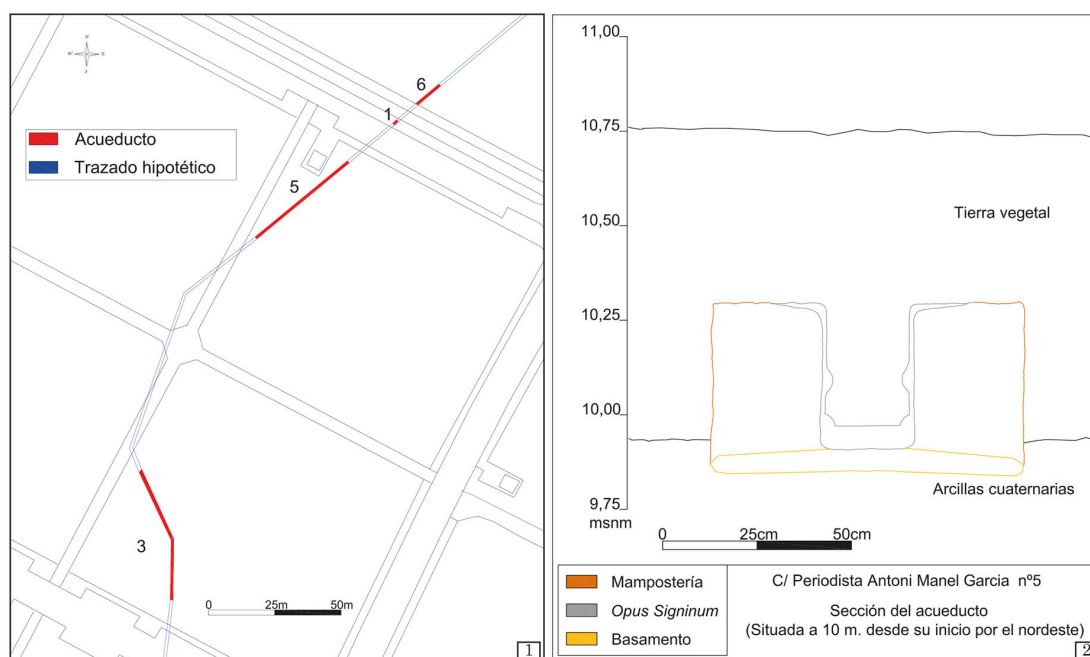 N
W E
S
Acueducto
Trazado hipotético
6
1
5
3
0 25m 50m
1
11,00
10,75
10,50
10,25
10,00
9,75
msnm
Tierra vegetal
Arcillas cuaternarias
0 25cm 50cm
Mampostería
Opus Signinum
Basamento
C/ Periodista Antoni Manel Garcia nº5
Sección del acueducto
(Situada a 10 m. desde su inicio por el nordeste)
2